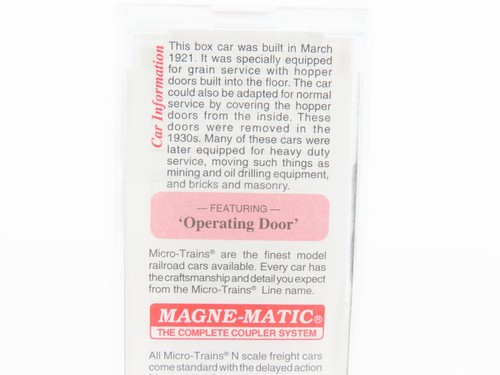 Car Information
This box car was built in March
1921. It was specially equipped
for grain service with hopper
doors built into the floor. The car
could also be adapted for normal
service by covering the hopper
doors from the inside. These
doors were removed in the
1930s. Many of these cars were
later equipped for heavy duty
service, moving such things as
mining and oil drilling equipment,
and bricks and masonry.
— FEATURING —
‘Operating Door’
Micro-Trains® are the finest model
railroad cars available. Every car has
the craftsmanship and detail you expect
from the Micro-Trains® Line name.
MAGNE-MATIC®
THE COMPLETE COUPLER SYSTEM
All Micro-Trains® N scale freight cars
come standard with the delayed action